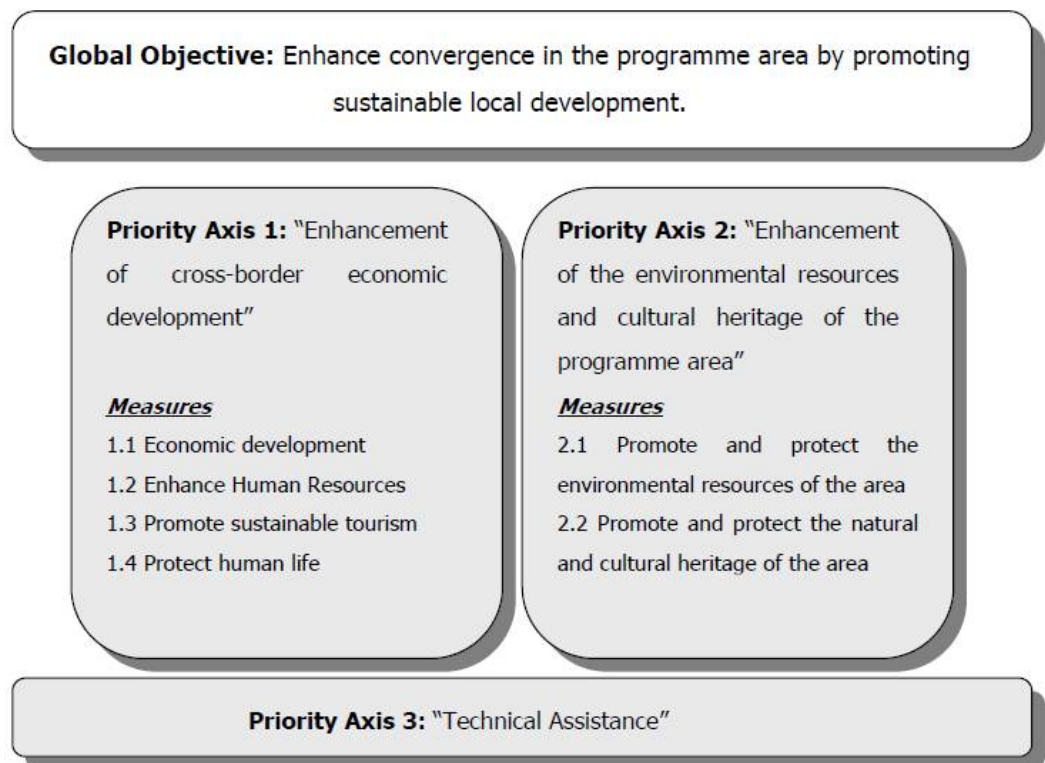 Global Objective: Enhance convergence in the programme area by promoting
sustainable local development.
Priority Axis 1: “Enhancement
of cross-border economic
development”
Measures
1.1 Economic development
1.2 Enhance Human Resources
1.3 Promote sustainable tourism
1.4 Protect human life
Priority Axis 2: “Enhancement
of the environmental resources
and cultural heritage of the
programme area”
Measures
2.1 Promote and protect the
environmental resources of the area
2.2 Promote and protect the natural
and cultural heritage of the area
Priority Axis 3: “Technical Assistance”